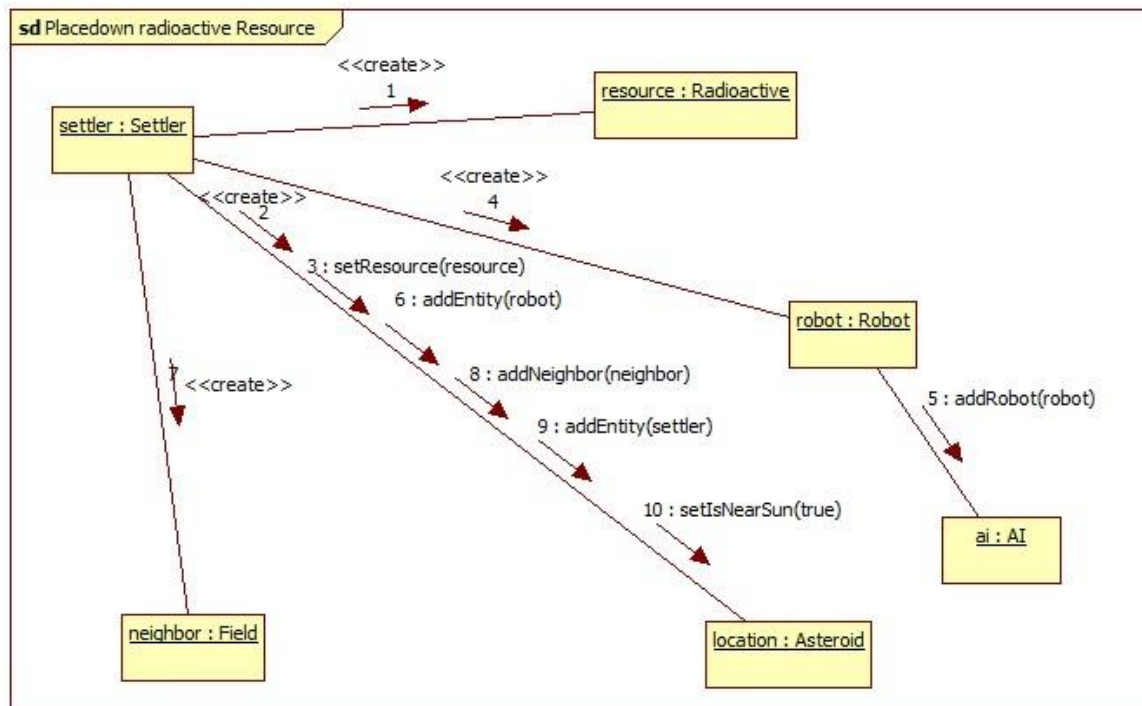 sd Placedown radioactive Resource
<<create>>
1
resource : Radioactive
settler : Settler
<<create>>
4
<<create>>
2
3 : setResource(resource)
6 : addEntity(robot)
robot : Robot
7
<<create>>
8 : addNeighbor(neighbor)
5 : addRobot(robot)
9 : addEntity(settler)
10 : setIsNearSun(true)
ai : AI
neighbor : Field
location : Asteroid